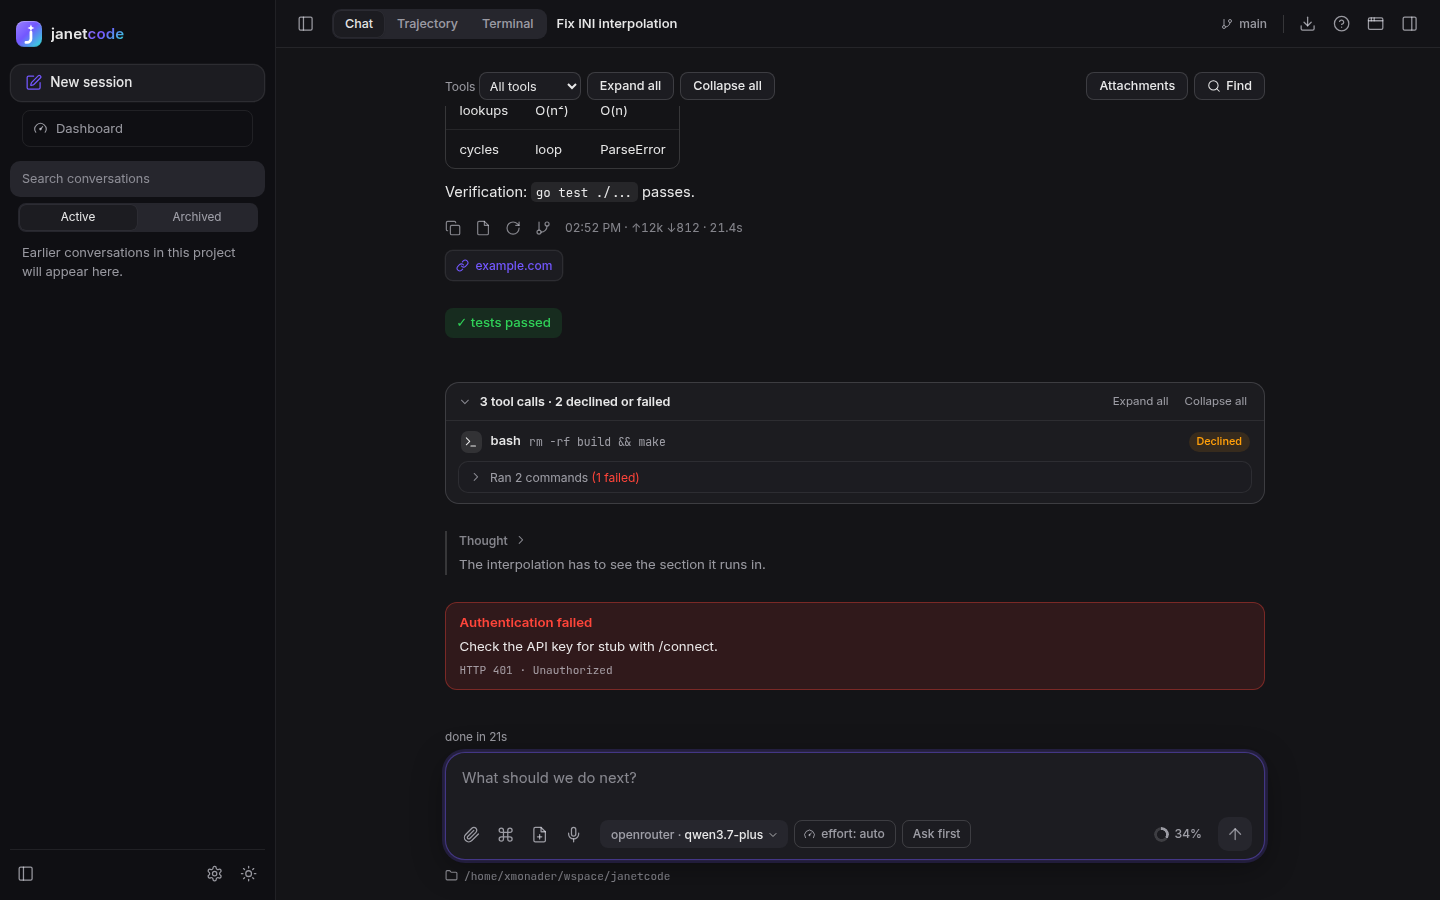 janetcode
New session
Dashboard
Search conversations
Active
Archived
Earlier conversations in this project
will appear here.
Chat
Trajectory
Terminal
Fix INI interpolation
main
Tools
All tools
Expand all
Collapse all
Attachments
Find
lookups O(n²) O(n)
cycles loop ParseError
Verification: go test ./... passes.
02:52 PM · ↑12k ↓812 · 21.4s
example.com
✓ tests passed
3 tool calls · 2 declined or failed
Expand all
Collapse all
bash rm -rf build && make
Declined
Ran 2 commands (1 failed)
Thought
The interpolation has to see the section it runs in.
Authentication failed
Check the API key for stub with /connect.
HTTP 401 · Unauthorized
done in 21s
What should we do next?
openrouter · qwen3.7-plus
effort: auto
Ask first
34%
/home/xmonader/wspace/janetcode